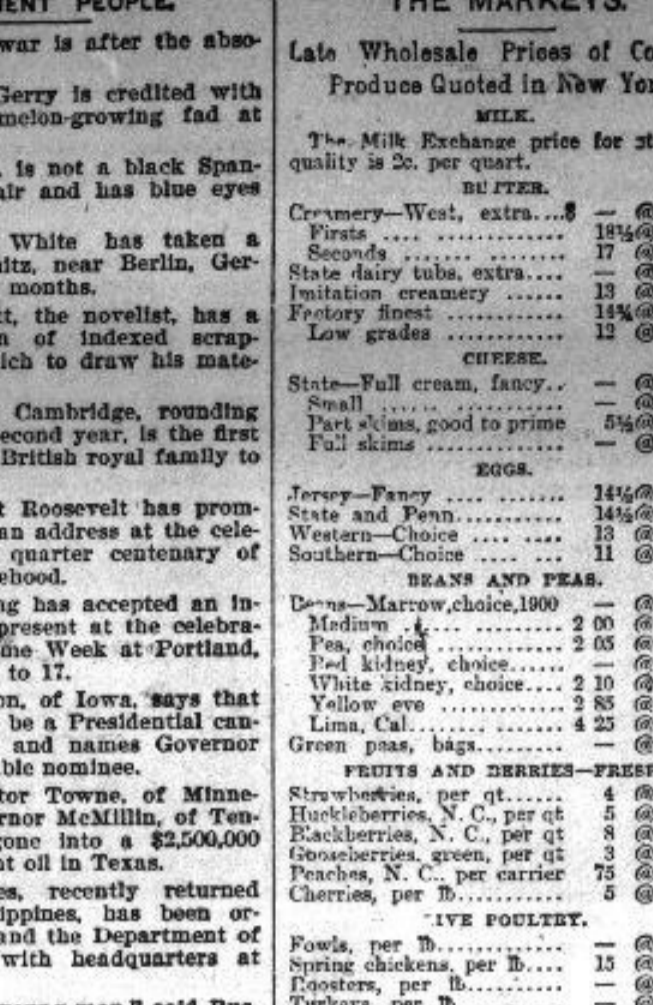 ENT PEOPLE.
war is after the abso-
Gerry is credited with
melon-growing fad at
is not a black Span-
air and has blue eyes
White has taken a
nitz, near Berlin, Ger-
months.
tt, the novelist, has a
n of indexed scrap-
ich to draw his mate-
Cambridge, rounding
second year, is the first
British royal family to
t Roosevelt has prom-
an address at the cele-
quarter centenary of
ehood.
ng has accepted an in-
present at the celebra-
me Week at Portland,
to 17.
on, of Iowa, says that
be a Presidential can-
and names Governor
ible nominee.
tor Towne, of Minne-
rnor McMillin, of Ten-
gone into a $2,500,000
nt oil in Texas.
es, recently returned
ippines, has been or-
and the Department of
with headquarters at
THE MARKETS.
Late Wholesale Prices of Co
Produce Quoted in New Yor
MILK.
The Milk Exchange price for st
quality is 2c. per quart.
BUTTER.
Creamery—West, extra....$ — @
Firsts .... ............. 18½@
Seconds ....... ........ 17 @
State dairy tubs, extra.... — @
Imitation creamery ...... 13 @
Factory finest ........... 14¾@
Low grades ............ 12 @
CHEESE.
State—Full cream, fancy.. — @
Small ..... ............. — @
Part skims, good to prime 5½@
Full skims .............. — @
EGGS.
Jersey—Fancy .... ....... 14½@
State and Penn........... 14½@
Western—Choice .... .... 13 @
Southern—Choice .... ... 11 @
BEANS AND PEAS.
Beans—Marrow,choice,1900 — @
Medium .... ............ 2 00 @
Pea, choice ............. 2 05 @
Red kidney, choice...... — @
White kidney, choice.... 2 10 @
Yellow eye ............. 2 85 @
Lima, Cal............... 4 25 @
Green peas, bags......... — @
FRUITS AND BERRIES—FRESH
Strawberries, per qt...... 4 @
Huckleberries, N. C., per qt 5 @
Blackberries, N. C., per qt 8 @
Gooseberries, green, per qt 3 @
Peaches, N. C.. per carrier 75 @
Cherries, per lb........... 5 @
IVE POULTRY.
Fowls, per lb............. — @
Spring chickens, per lb.... 15 @
Roosters, per lb.......... — @
Turkeys, per lb